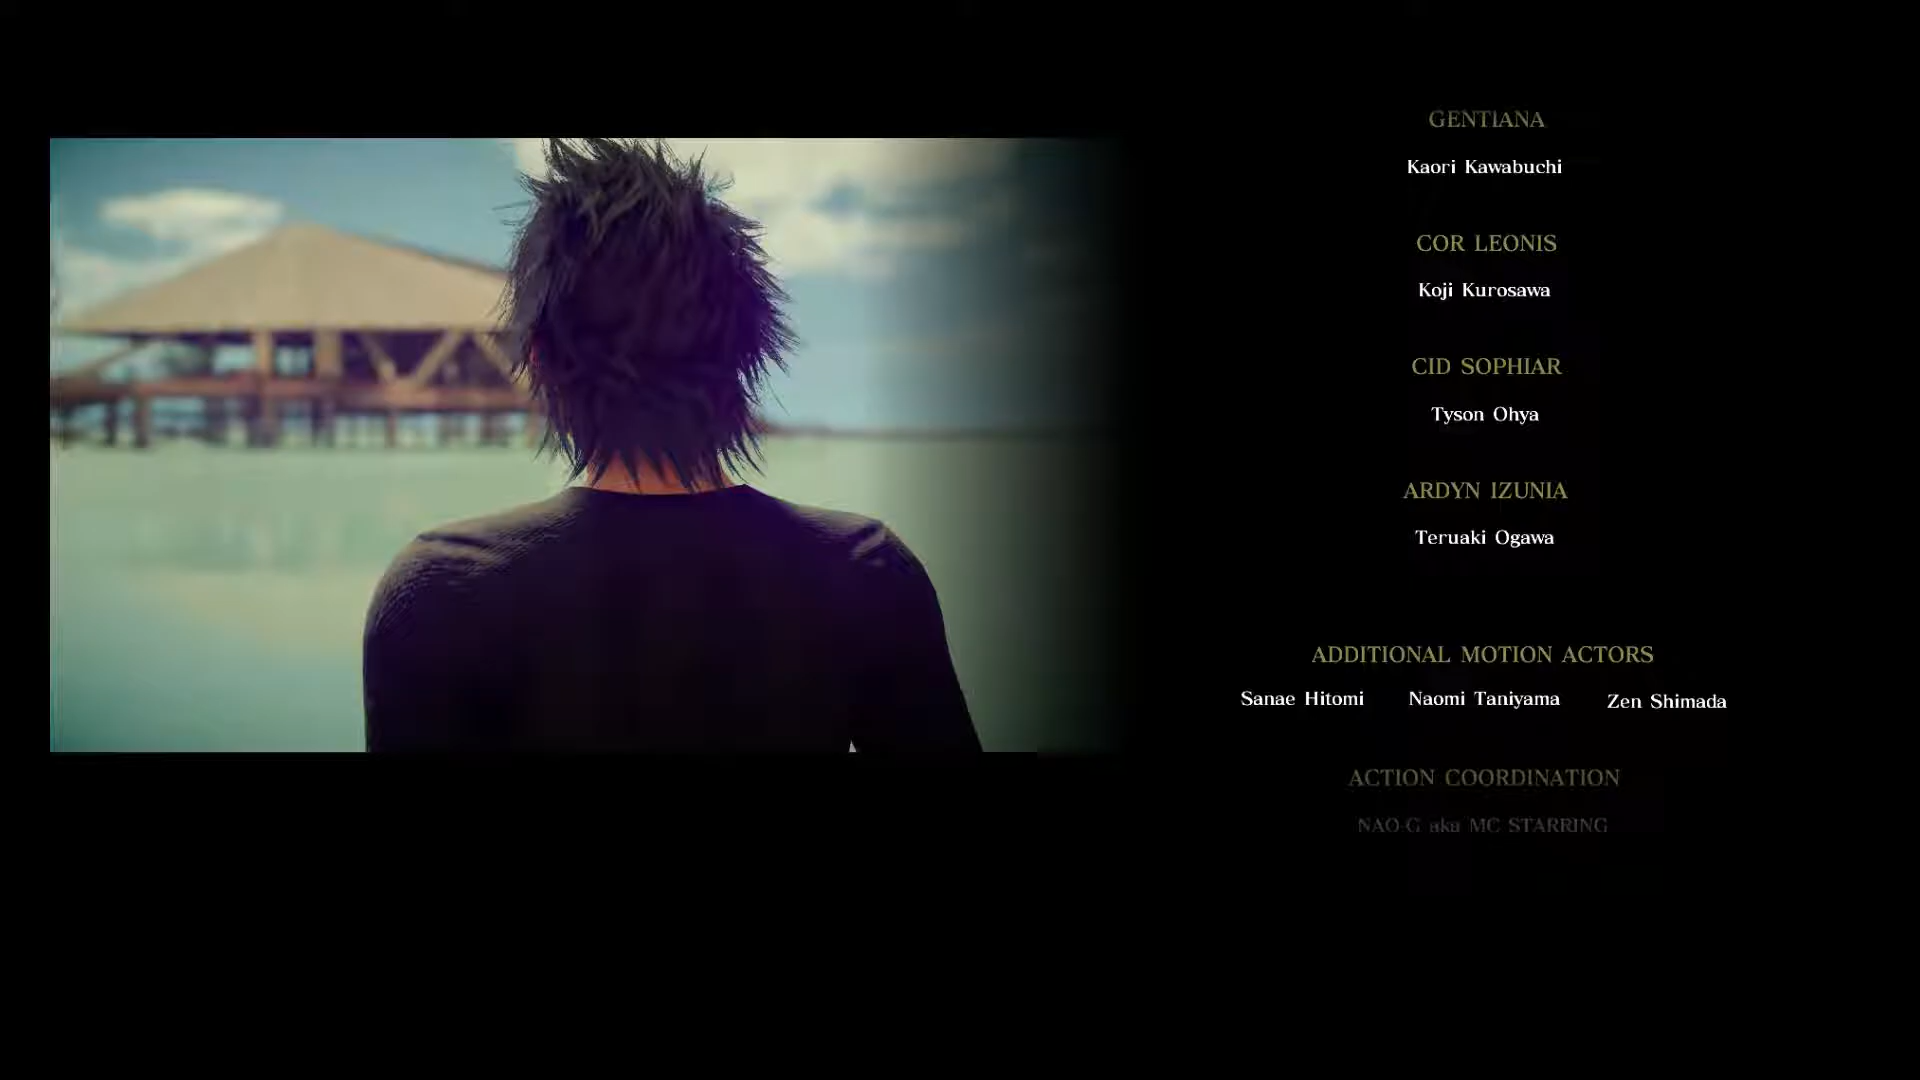 GENTIANA
Kaori Kawabuchi
COR LEONIS
Koji Kurosawa
CID SOPHIAR
Tyson Ohya
ARDYN IZUNIA
Teruaki Ogawa
ADDITIONAL MOTION ACTORS
Sanae Hitomi Naomi Taniyama Zen Shimada
ACTION COORDINATION
NAO-G aka MC STARRING